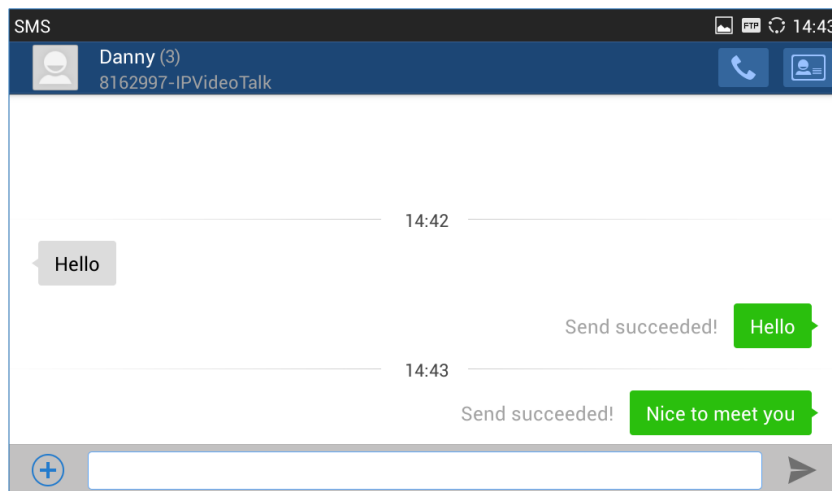 SMS
FTP 14:43
Danny (3)
8162997-IPVideoTalk
14:42
Hello
Send succeeded! Hello
14:43
Send succeeded! Nice to meet you